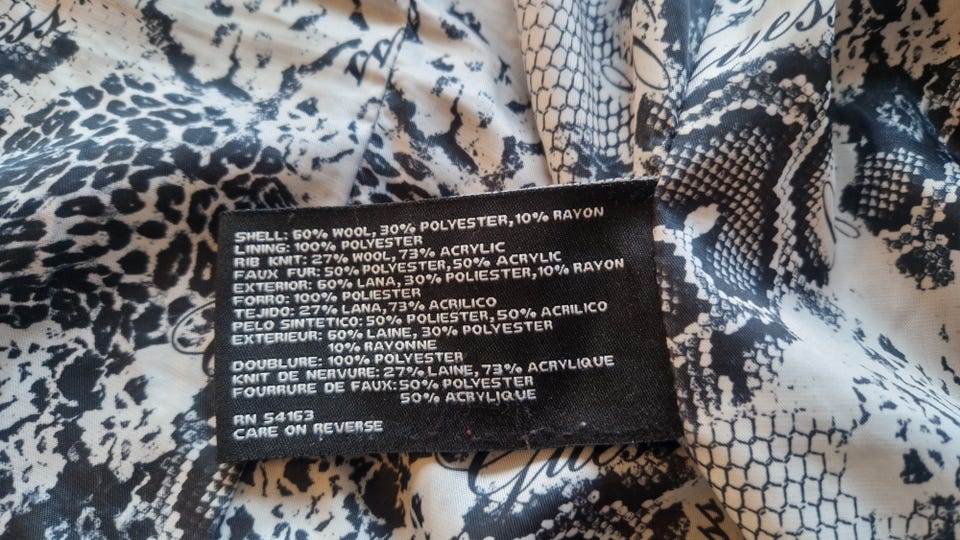 Guess
SHELL: 60% WOOL, 30% POLYESTER, 10% RAYON
LINING: 100% POLYESTER
RIB KNIT: 27% WOOL, 73% ACRYLIC
FAUX FUR: 50% POLYESTER, 50% ACRYLIC
EXTERIOR: 60% LANA, 30% POLIESTER, 10% RAYON
FORRO: 100% POLIESTER
TEJIDO: 27% LANA, 73% ACRILICO
PELO SINTETICO: 50% POLYESTER, 50% ACRILICO
EXTERIEUR: 60% LAINE, 30% POLYESTER
10% RAYONNE
DOUBLURE: 100% POLYESTER
KNIT DE NERVURE: 27% LAINE, 73% ACRYLIQUE
FOURRURE DE FAUX: 50% POLYESTER
50% ACRYLIQUE
RN 54163
CARE ON REVERSE
Guess